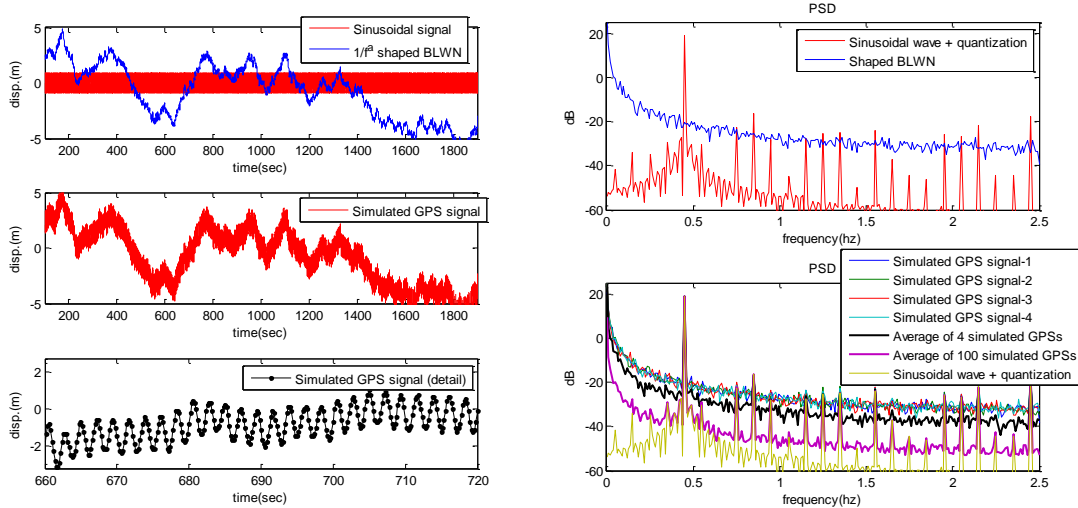 Sinusoidal signal
1/fª shaped BLWN
5
0
-5
disp.(m)
200 400 600 800 1000 1200 1400 1600 1800
time(sec)
Simulated GPS signal
5
0
-5
disp.(m)
200 400 600 800 1000 1200 1400 1600 1800
time(sec)
Simulated GPS signal (detail)
2
0
-2
disp.(m)
660 670 680 690 700 710 720
time(sec)
PSD
Sinusoidal wave + quantization
Shaped BLWN
20
0
-20
-40
-60
dB
0 0.5 1 1.5 2 2.5
frequency(hz)
PSD
Simulated GPS signal-1
Simulated GPS signal-2
Simulated GPS signal-3
Simulated GPS signal-4
Average of 4 simulated GPSs
Average of 100 simulated GPSs
Sinusoidal wave + quantization
20
0
-20
-40
-60
dB
0 0.5 1 1.5 2 2.5
frequency(hz)